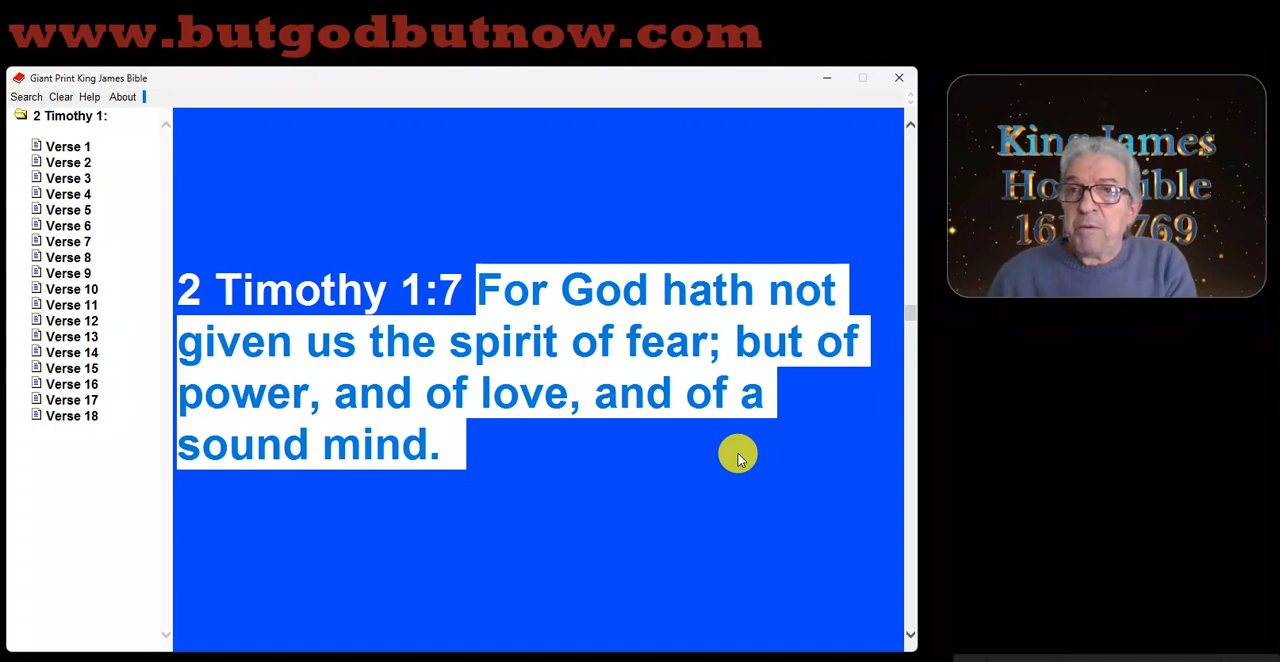 www.butgodbutnow.com
Giant Print King James Bible
Search Clear Help About
2 Timothy 1:
Verse 1
Verse 2
Verse 3
Verse 4
Verse 5
Verse 6
Verse 7
Verse 8
Verse 9
Verse 10
Verse 11
Verse 12
Verse 13
Verse 14
Verse 15
Verse 16
Verse 17
Verse 18
2 Timothy 1:7 For God hath not
given us the spirit of fear; but of
power, and of love, and of a
sound mind.
King James